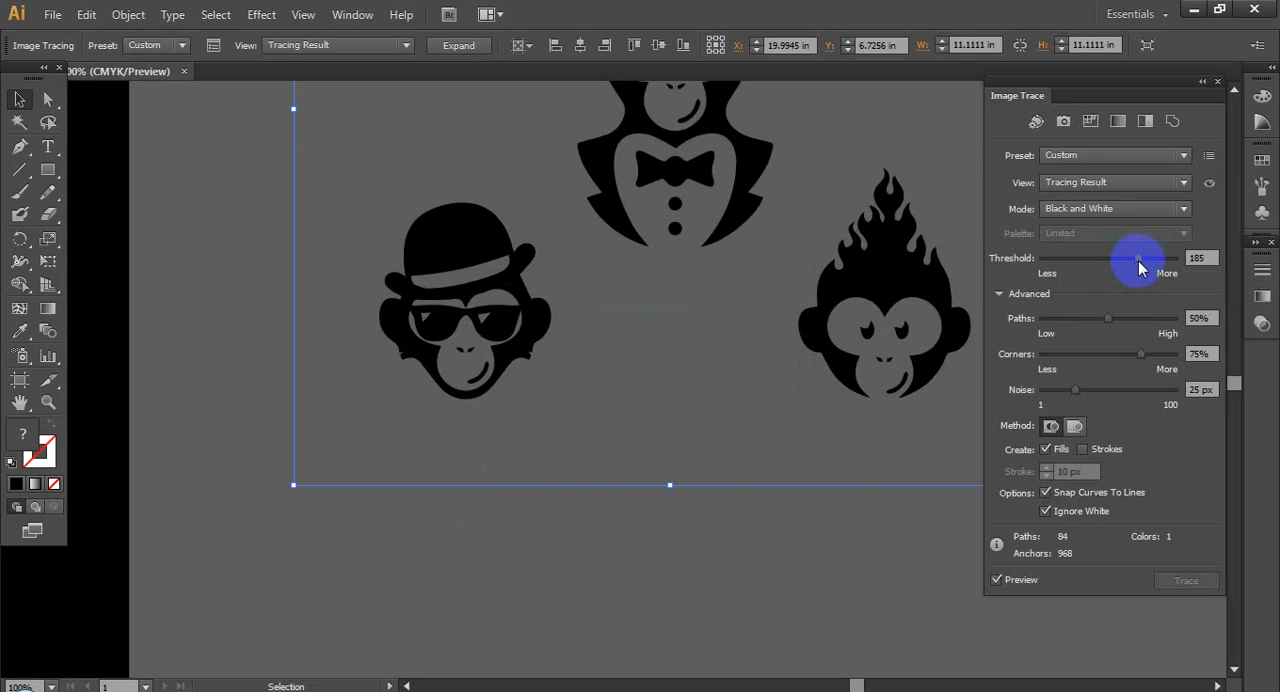 Ai File Edit Object Type Select Effect View Window Help Br Essentials
Image Tracing Preset: Custom View: Tracing Result Expand X: 19.9945 in Y: 6.7256 in W: 11.1111 in H: 11.1111 in
00% (CMYK/Preview) ×
Image Trace
Preset: Custom
View: Tracing Result
Mode: Black and White
Palette: Limited
Threshold: 185
Less More
Advanced
Paths: 50%
Low High
Corners: 75%
Less More
Noise: 25 px
1 100
Method:
Create: Fills Strokes
Stroke: 10 px
Options: Snap Curves To Lines
Ignore White
Paths: 84 Colors: 1
Anchors: 968
Preview Trace
?
100% 1 Selection